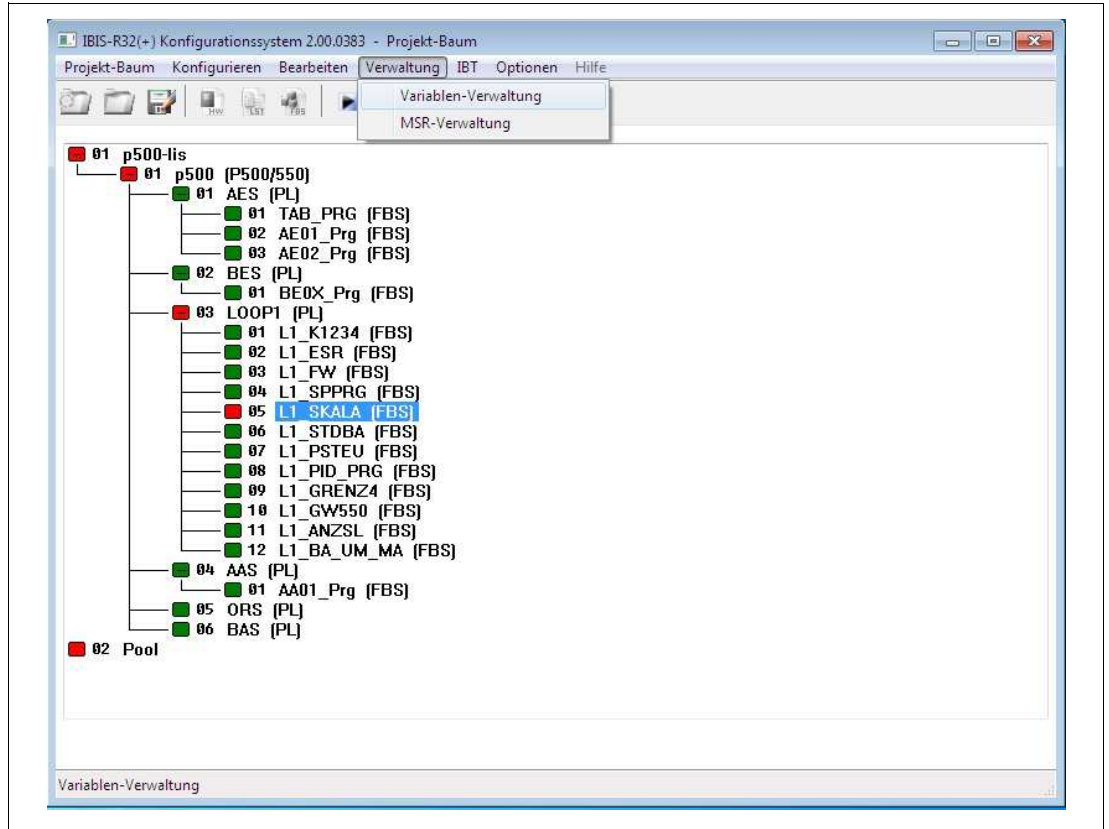 IBIS-R32(+) Konfigurationssystem 2.00.0383 - Projekt-Baum
Projekt-Baum Konfigurieren Bearbeiten Verwaltung IBT Optionen Hilfe
HW LST FBS
Variablen-Verwaltung
MSR-Verwaltung
01 p500-lis
01 p500 (P500/550)
01 AES (PL)
01 TAB_PRG (FBS)
02 AE01_Prg (FBS)
03 AE02_Prg (FBS)
02 BES (PL)
01 BE0X_Prg (FBS)
03 LOOP1 (PL)
01 L1_K1234 (FBS)
02 L1_ESR (FBS)
03 L1_FW (FBS)
04 L1_SPPRG (FBS)
05 L1_SKALA (FBS)
06 L1_STDBA (FBS)
07 L1_PSTEU (FBS)
08 L1_PID_PRG (FBS)
09 L1_GRENZ4 (FBS)
10 L1_GW550 (FBS)
11 L1_ANZSL (FBS)
12 L1_BA_UM_MA (FBS)
04 AAS (PL)
01 AA01_Prg (FBS)
05 ORS (PL)
06 BAS (PL)
02 Pool
Variablen-Verwaltung